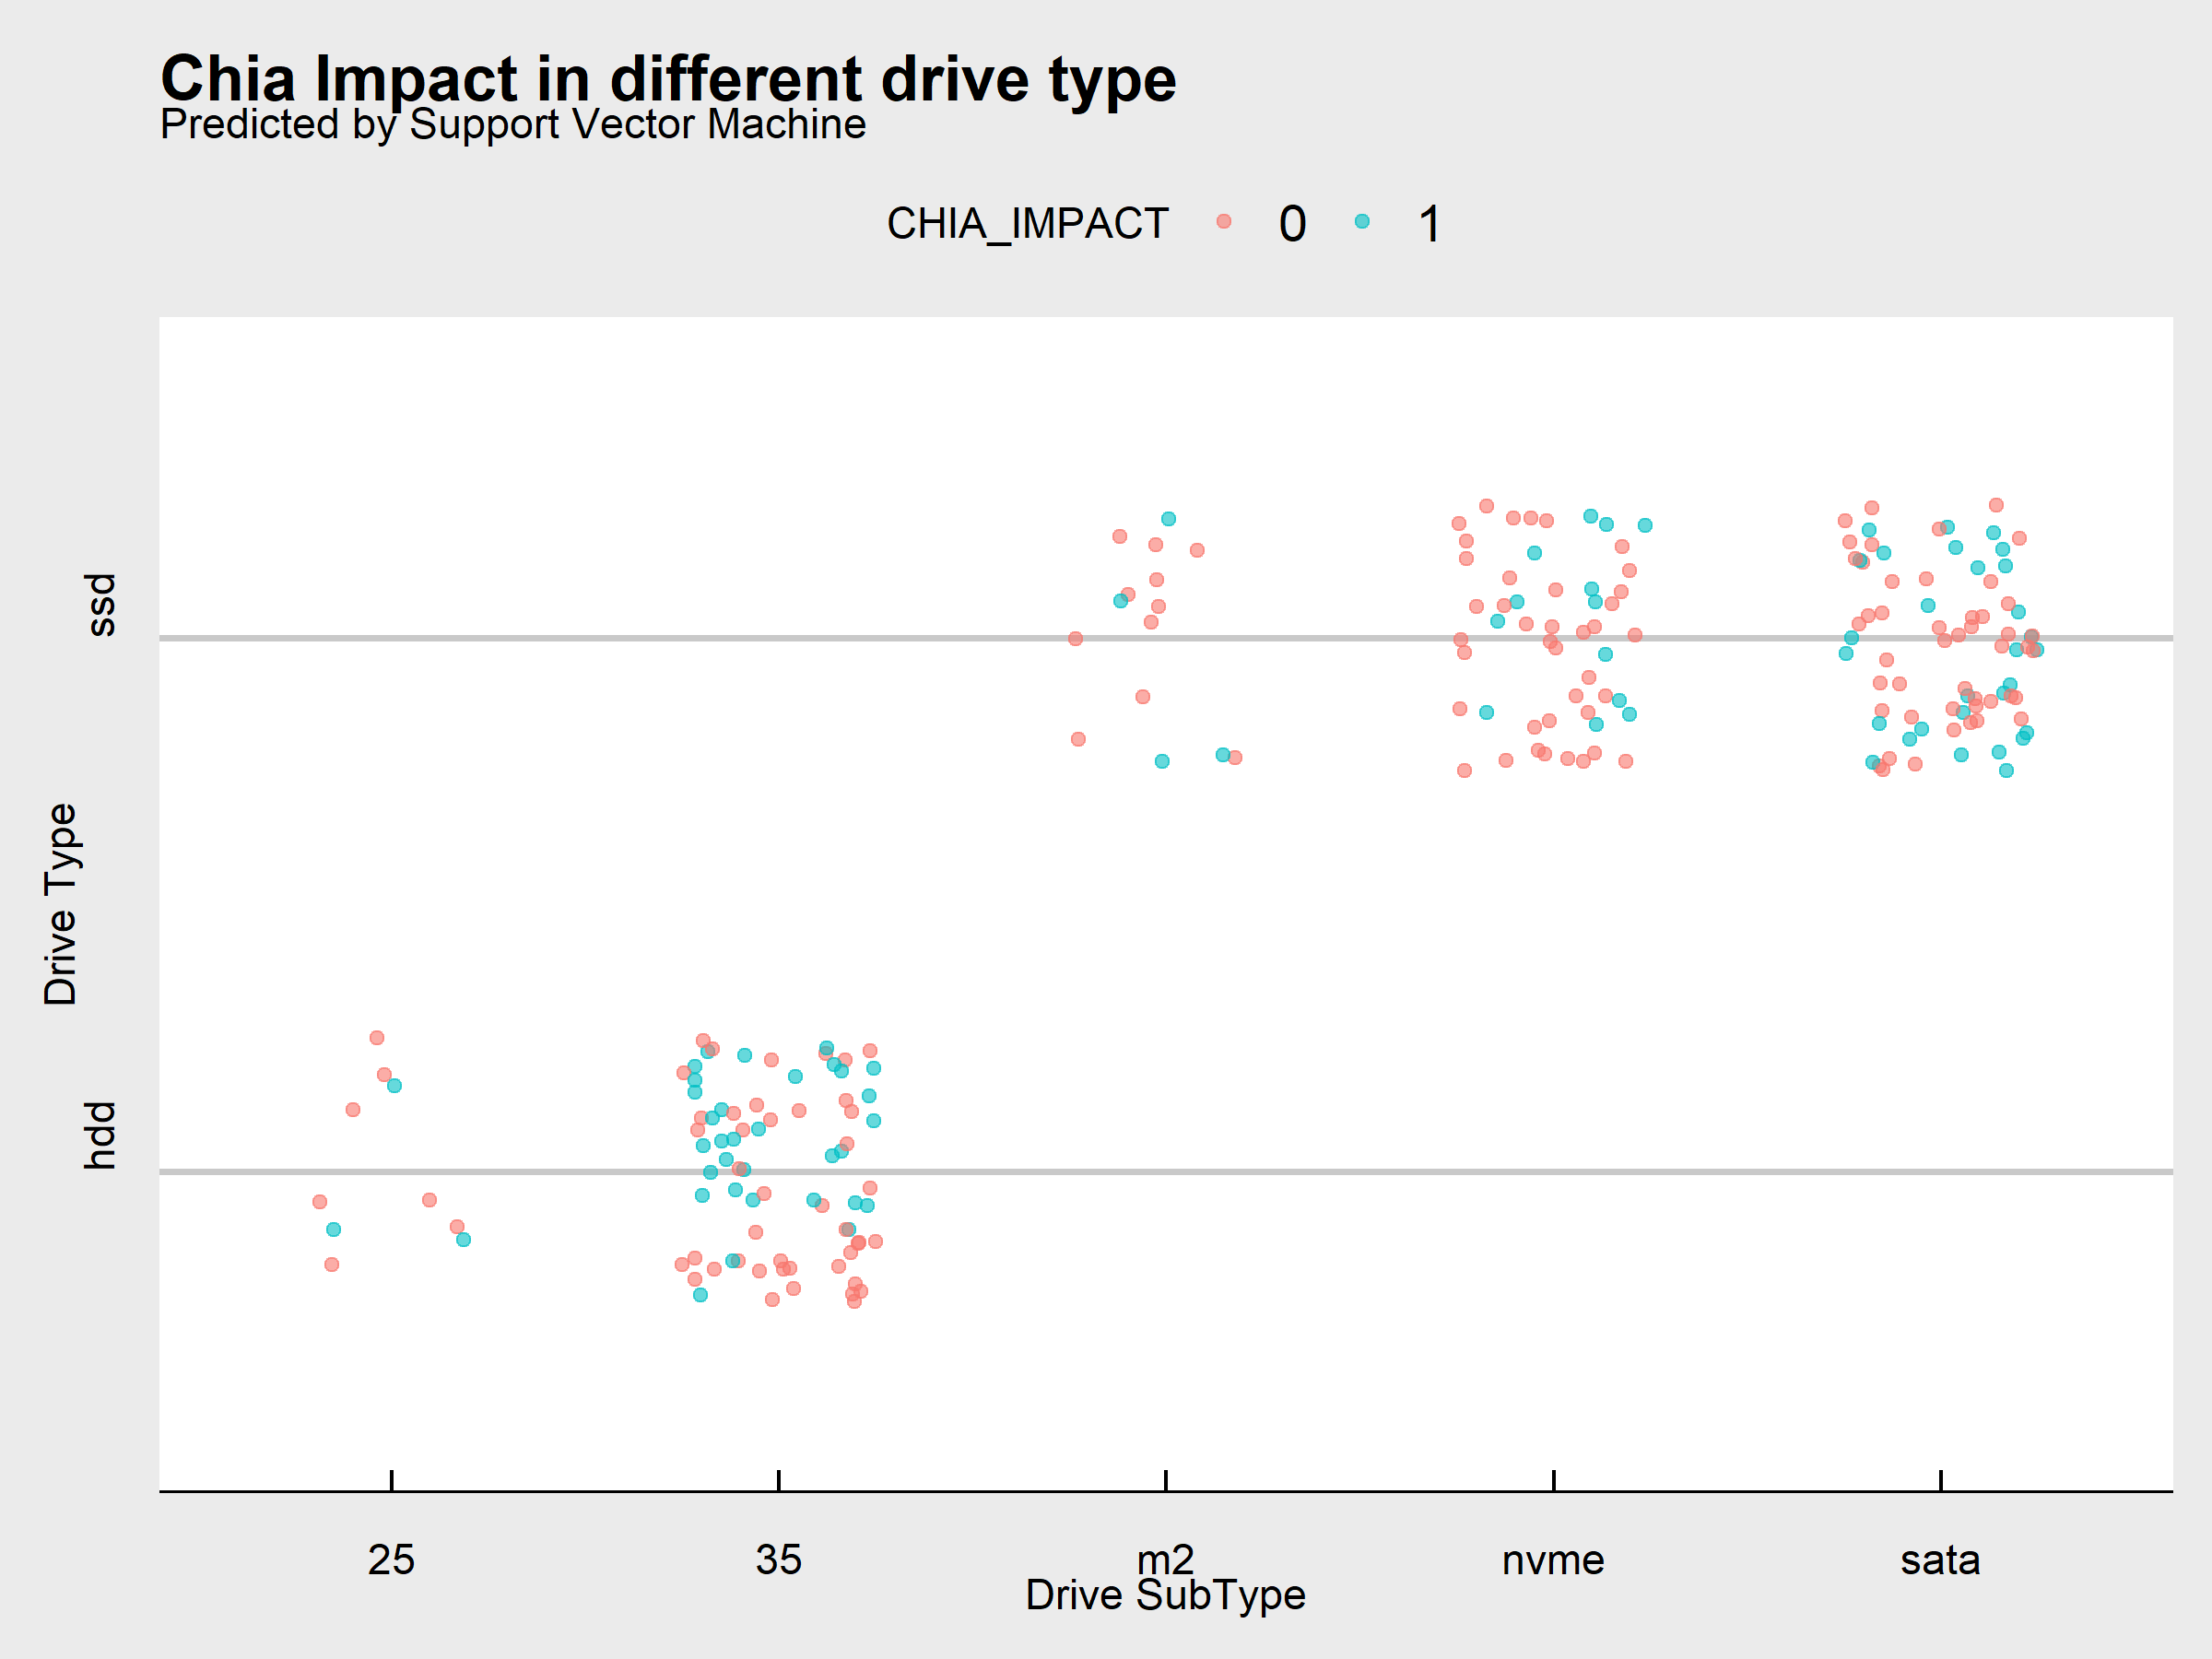 Chia Impact in different drive type
Predicted by Support Vector Machine
CHIA_IMPACT 0 1
ssd
Drive Type
hdd
25 35 m2 nvme sata
Drive SubType